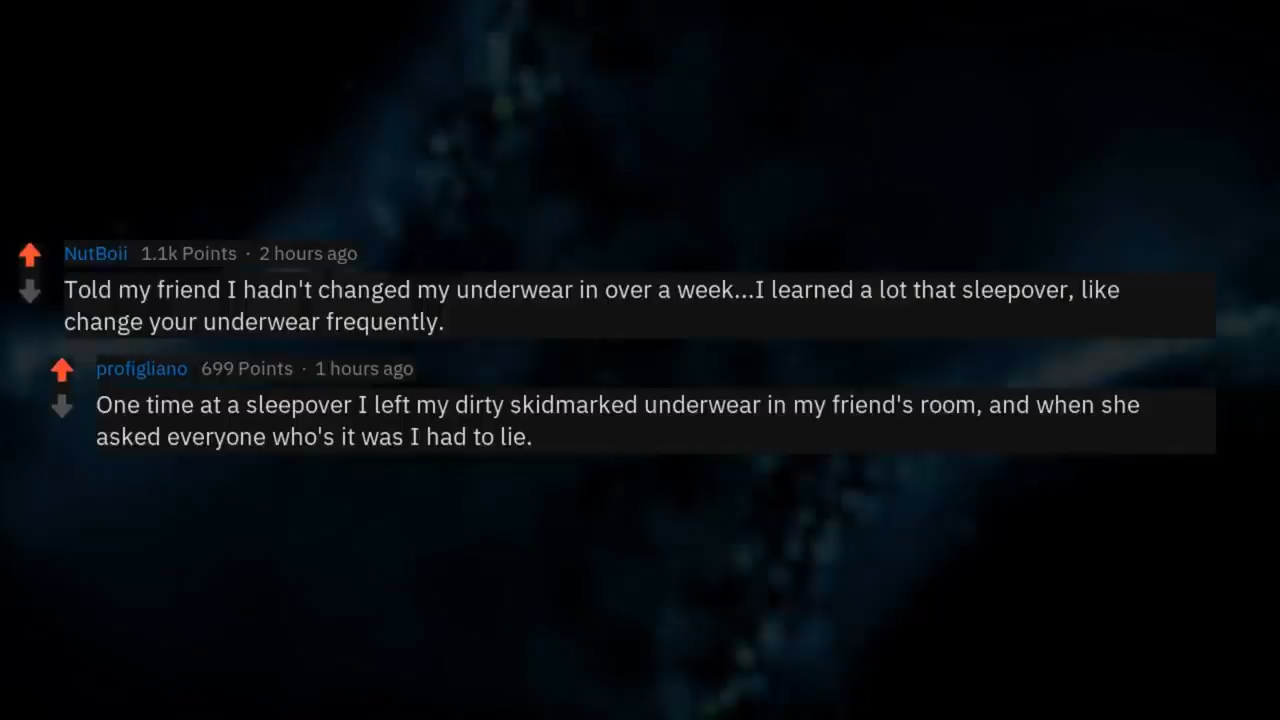 NutBoii 1.1k Points · 2 hours ago
Told my friend I hadn't changed my underwear in over a week...I learned a lot that sleepover, like
change your underwear frequently.
profigliano 699 Points · 1 hours ago
One time at a sleepover I left my dirty skidmarked underwear in my friend's room, and when she
asked everyone who's it was I had to lie.